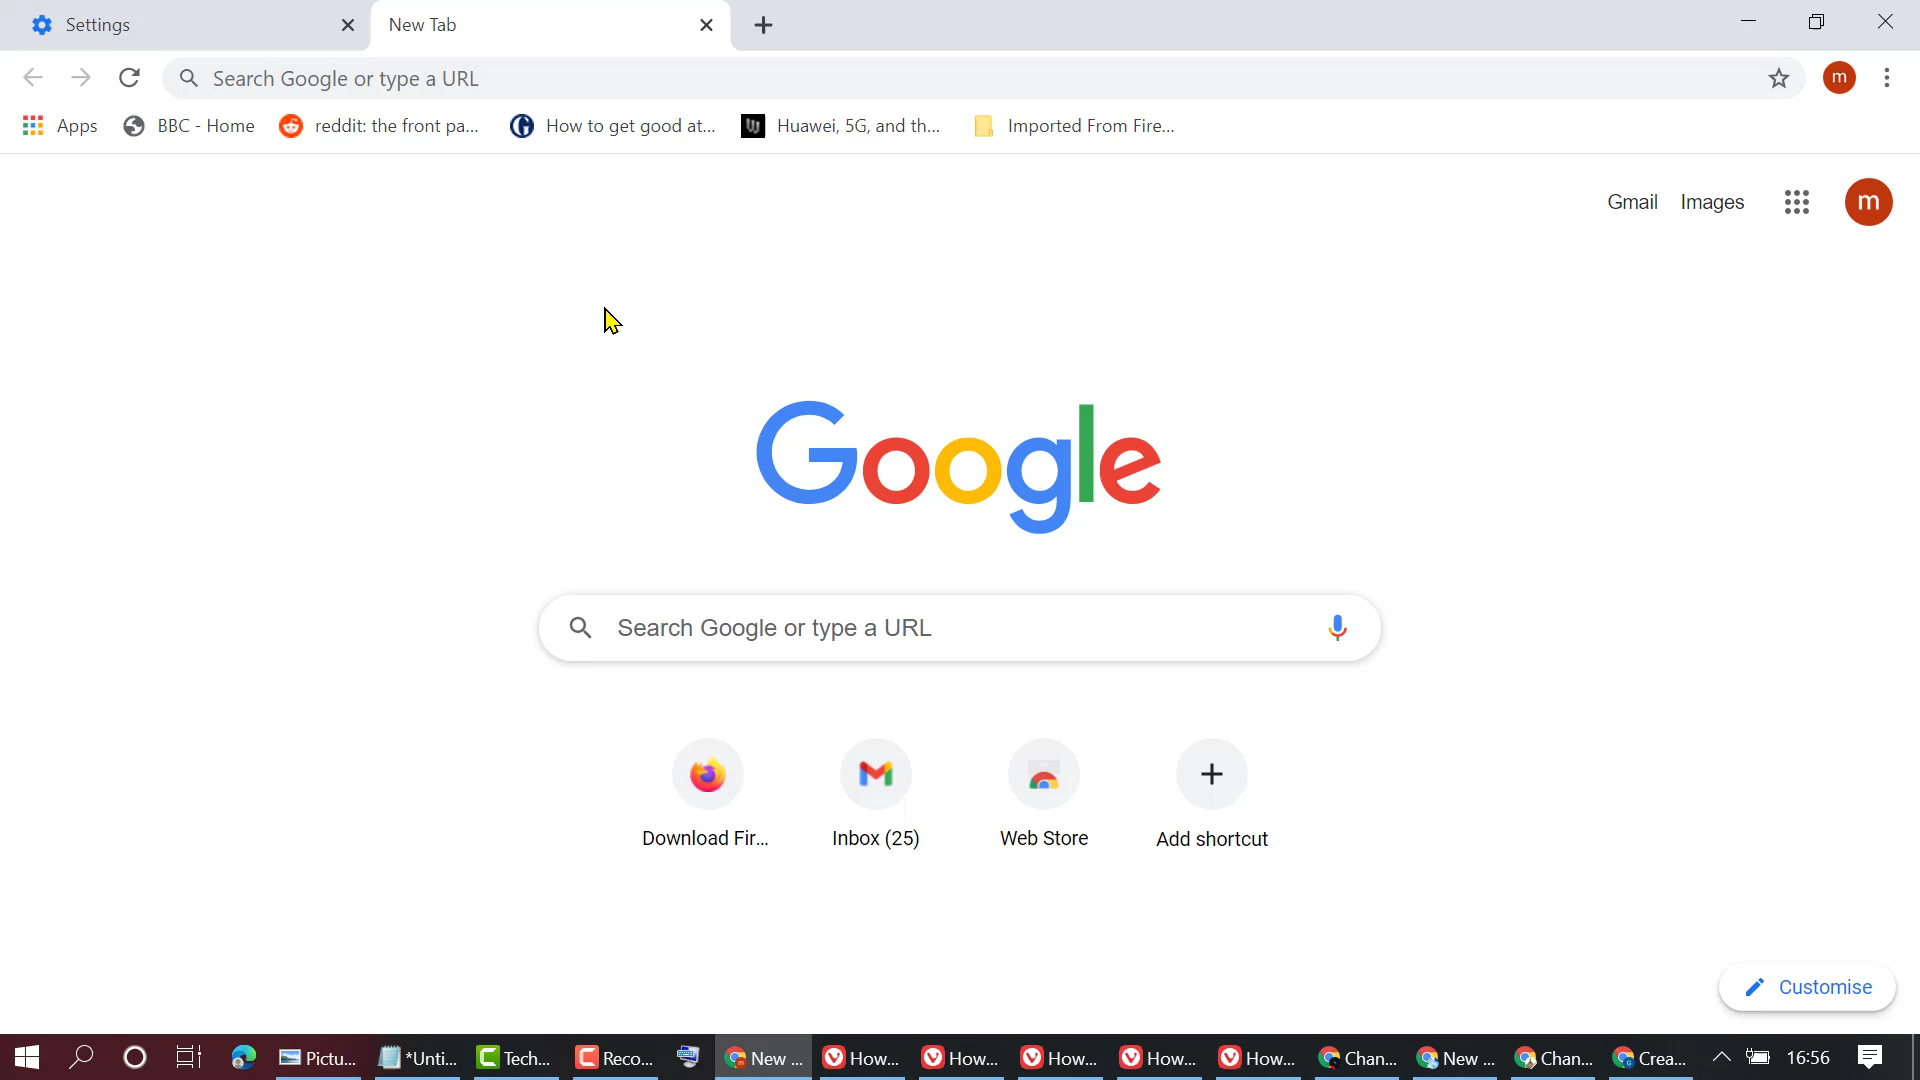 Settings
New Tab
Search Google or type a URL
m
Apps
BBC - Home
reddit: the front pa...
How to get good at...
Huawei, 5G, and th...
Imported From Fire...
Gmail
Images
m
Google
Search Google or type a URL
Download Fir...
Inbox (25)
Web Store
Add shortcut
Customise
Pictu...
*Unti...
Tech...
Reco...
New ...
How...
How...
How...
How...
How...
Chan...
New ...
Chan...
Crea...
16:56